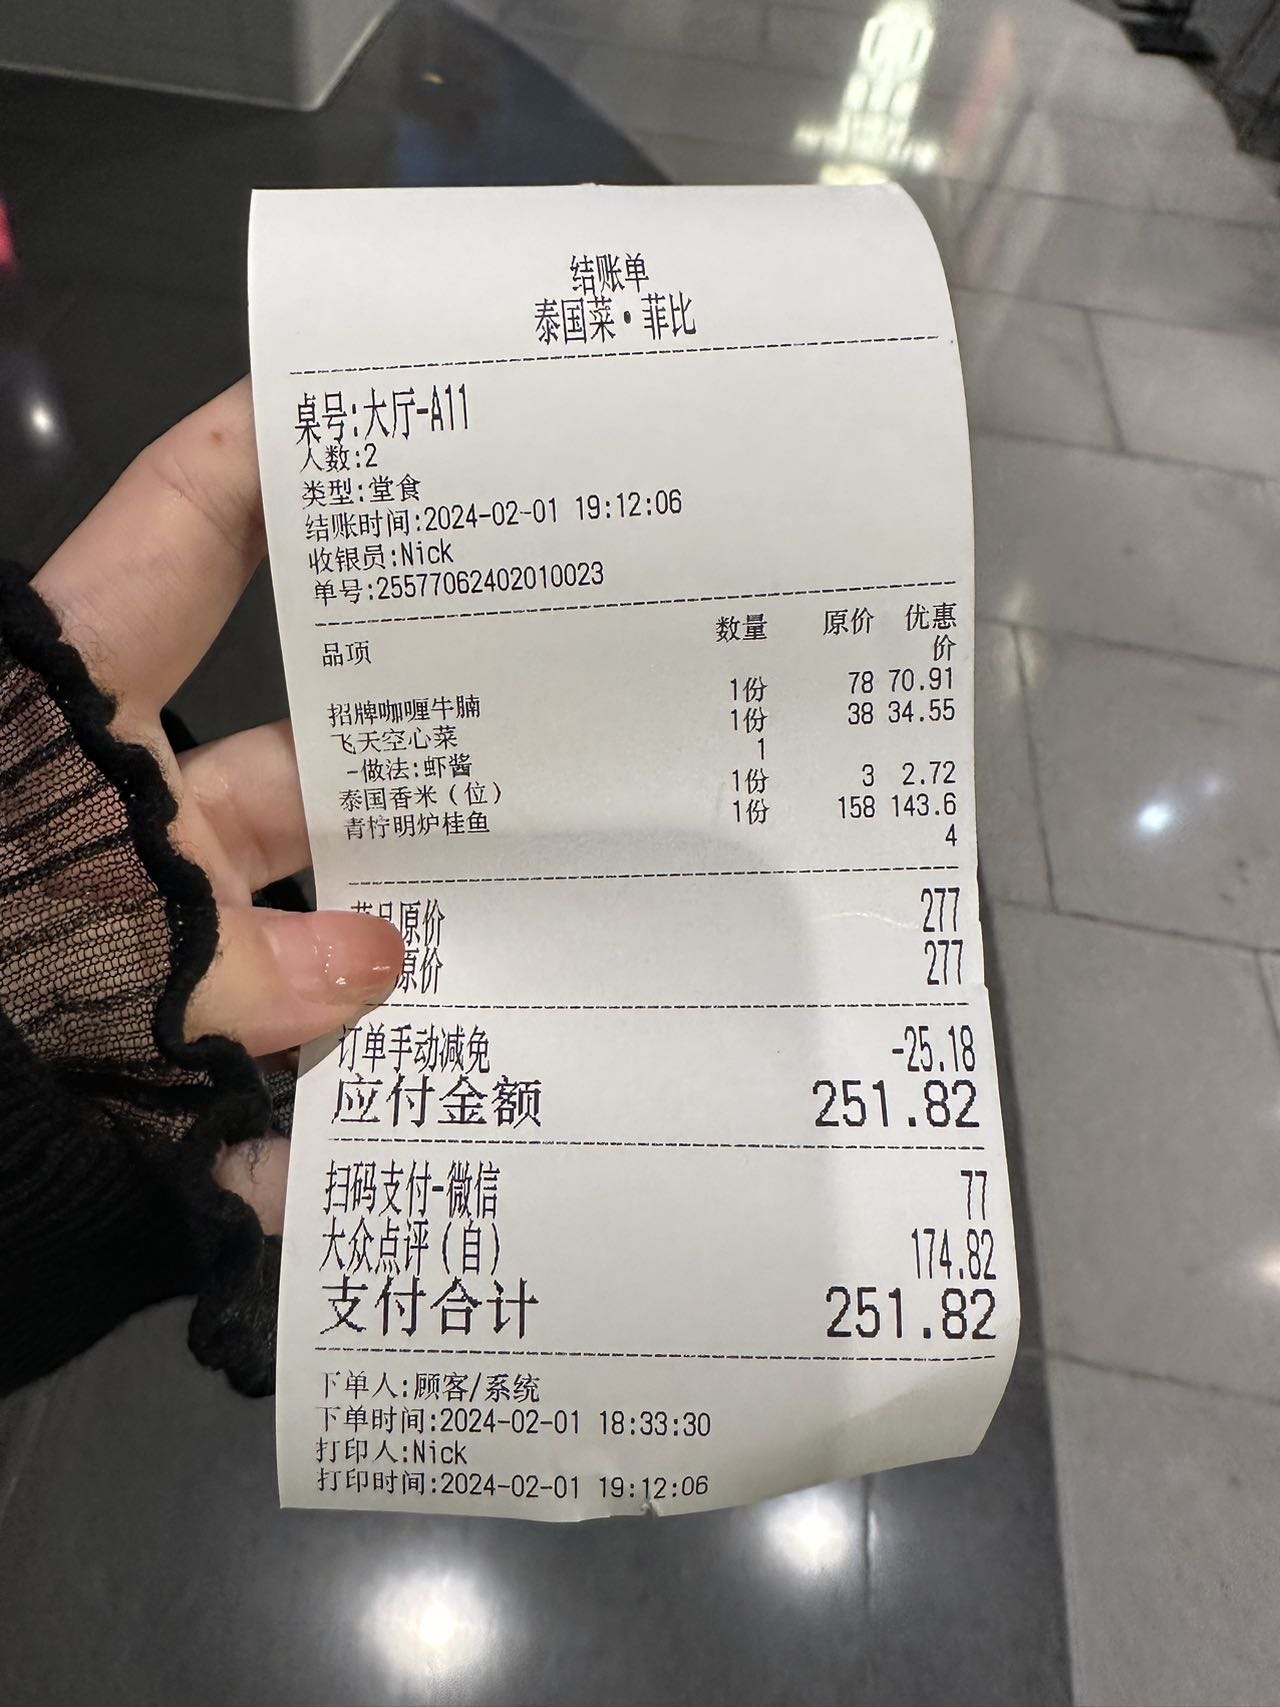 结账单
泰国菜·菲比
桌号:大厅-A11
人数:2
类型:堂食
结账时间:2024-02-01 19:12:06
收银员:Nick
单号:25577062402010023
品项 数量 原价 优惠价
招牌咖喱牛腩 1份 78 70.91
飞天空心菜 1份 38 34.55
-做法:虾酱 1
泰国香米(位) 1份 3 2.72
青柠明炉桂鱼 1份 158 143.64
菜品原价 277
原价 277
订单手动减免 -25.18
应付金额 251.82
扫码支付-微信 77
大众点评(自) 174.82
支付合计 251.82
下单人:顾客/系统
下单时间:2024-02-01 18:33:30
打印人:Nick
打印时间:2024-02-01 19:12:06